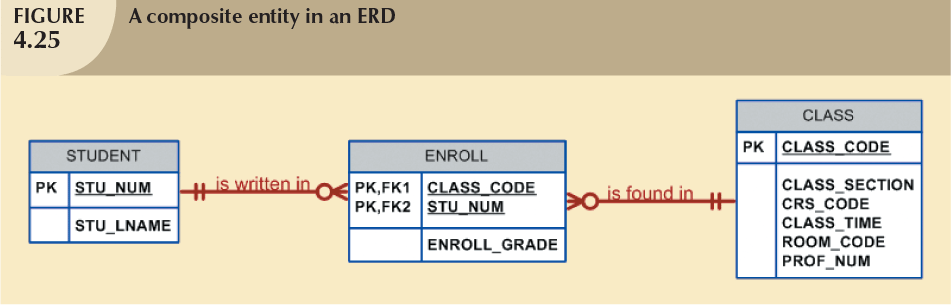 FIGURE
4.25
A composite entity in an ERD
STUDENT
PK STU_NUM
STU_LNAME
is written in
ENROLL
PK,FK1 CLASS_CODE
PK,FK2 STU_NUM
ENROLL_GRADE
is found in
CLASS
PK CLASS_CODE
CLASS_SECTION
CRS_CODE
CLASS_TIME
ROOM_CODE
PROF_NUM